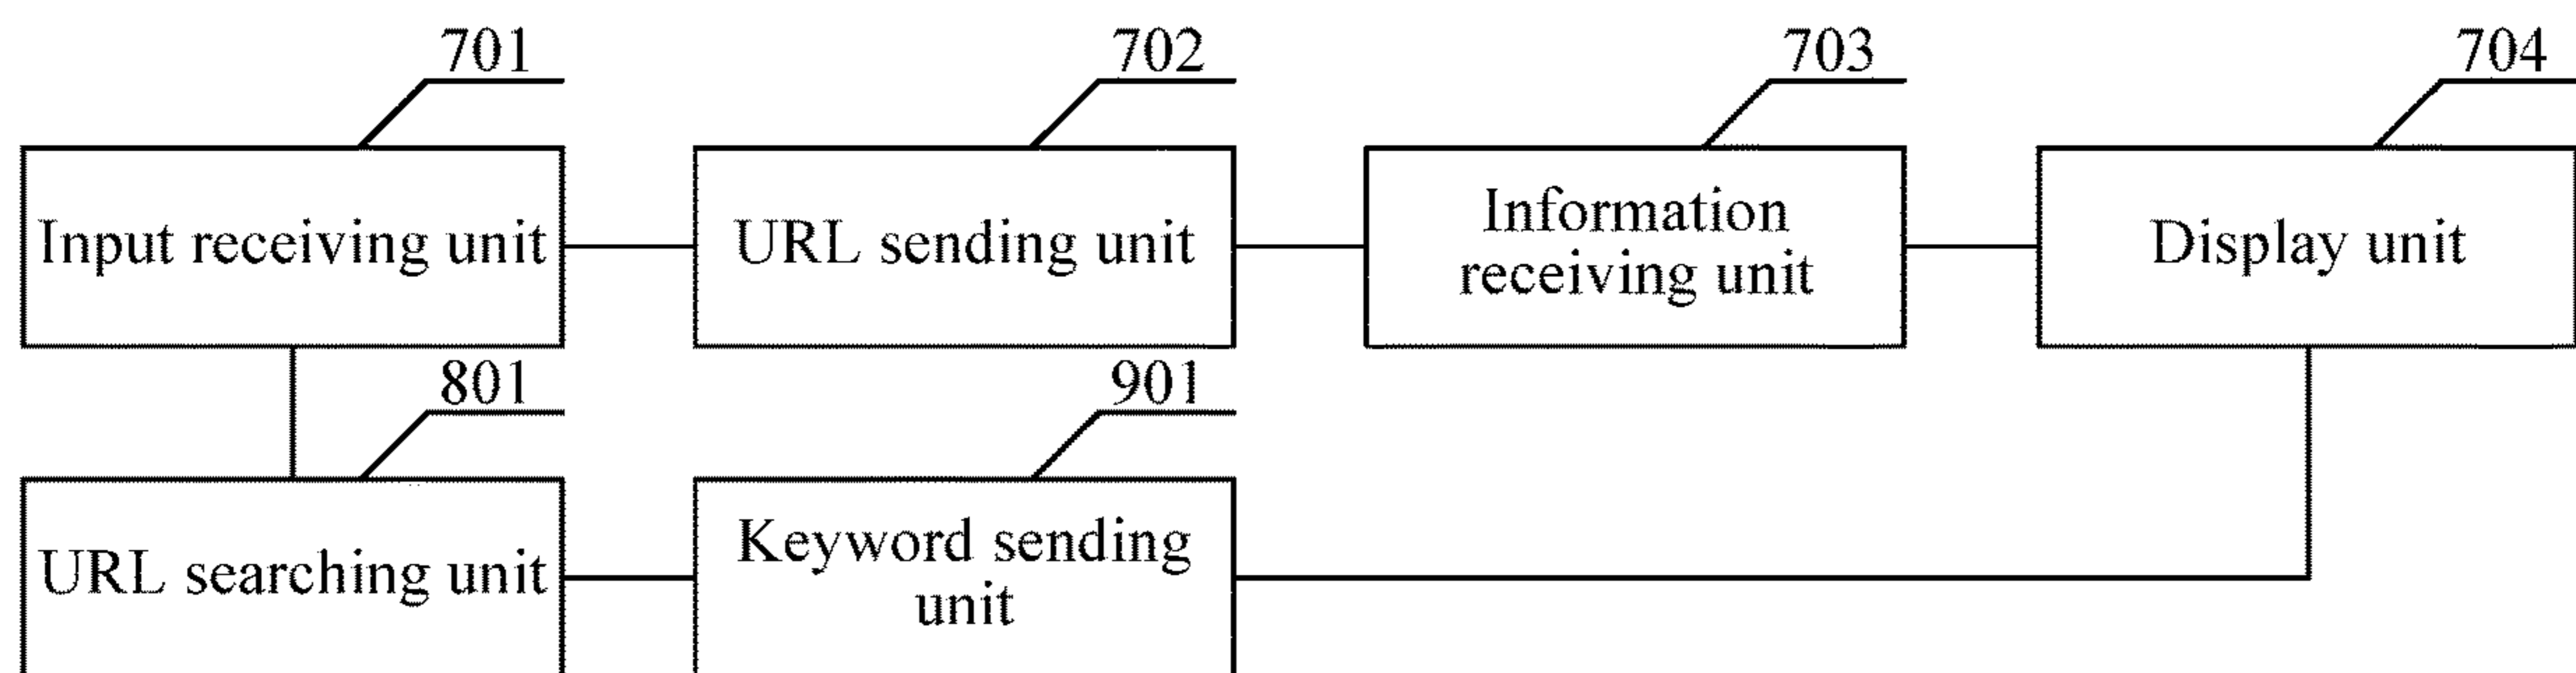 701
702
703
704
Input receiving unit
URL sending unit
Information
receiving unit
Display unit
801
901
URL searching unit
Keyword sending
unit